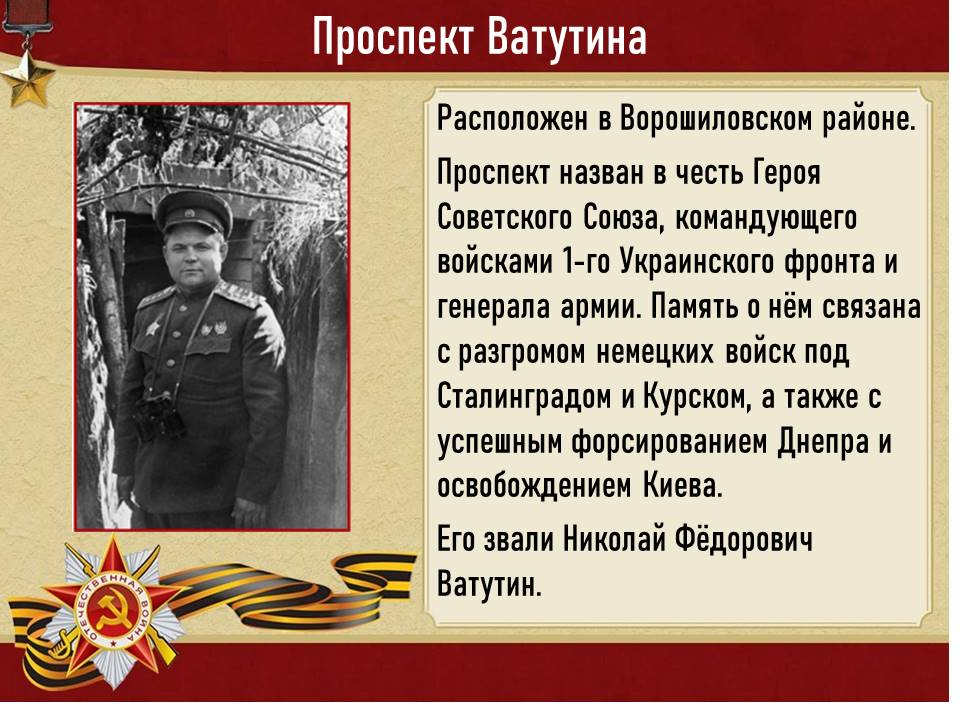 Проспект Ватутина
Расположен в Ворошиловском районе.
Проспект назван в честь Героя
Советского Союза, командующего
войсками 1-го Украинского фронта и
генерала армии. Память о нём связана
с разгромом немецких войск под
Сталинградом и Курском, а также с
успешным форсированием Днепра и
освобождением Киева.
Его звали Николай Фёдорович
Ватутин.
ОТЕЧЕСТВЕННАЯ ВОЙНА